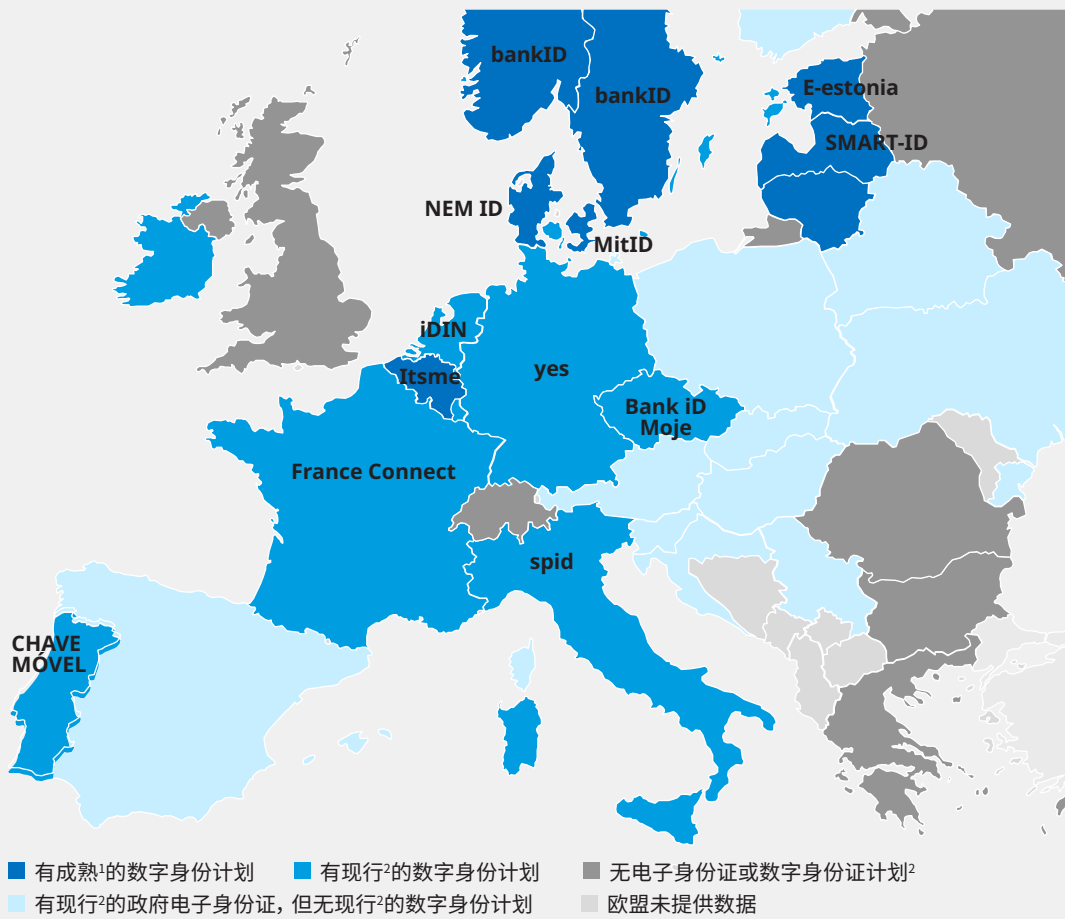 bankID
bankID
E-estonia
SMART-ID
NEM ID
MitID
iDIN
Itsme
yes
Bank iD
Moje
France Connect
spid
CHAVE
MÓVEL
有成熟¹的数字身份计划
有现行²的数字身份计划
无电子身份证或数字身份证计划²
有现行²的政府电子身份证，但无现行²的数字身份计划
欧盟未提供数据